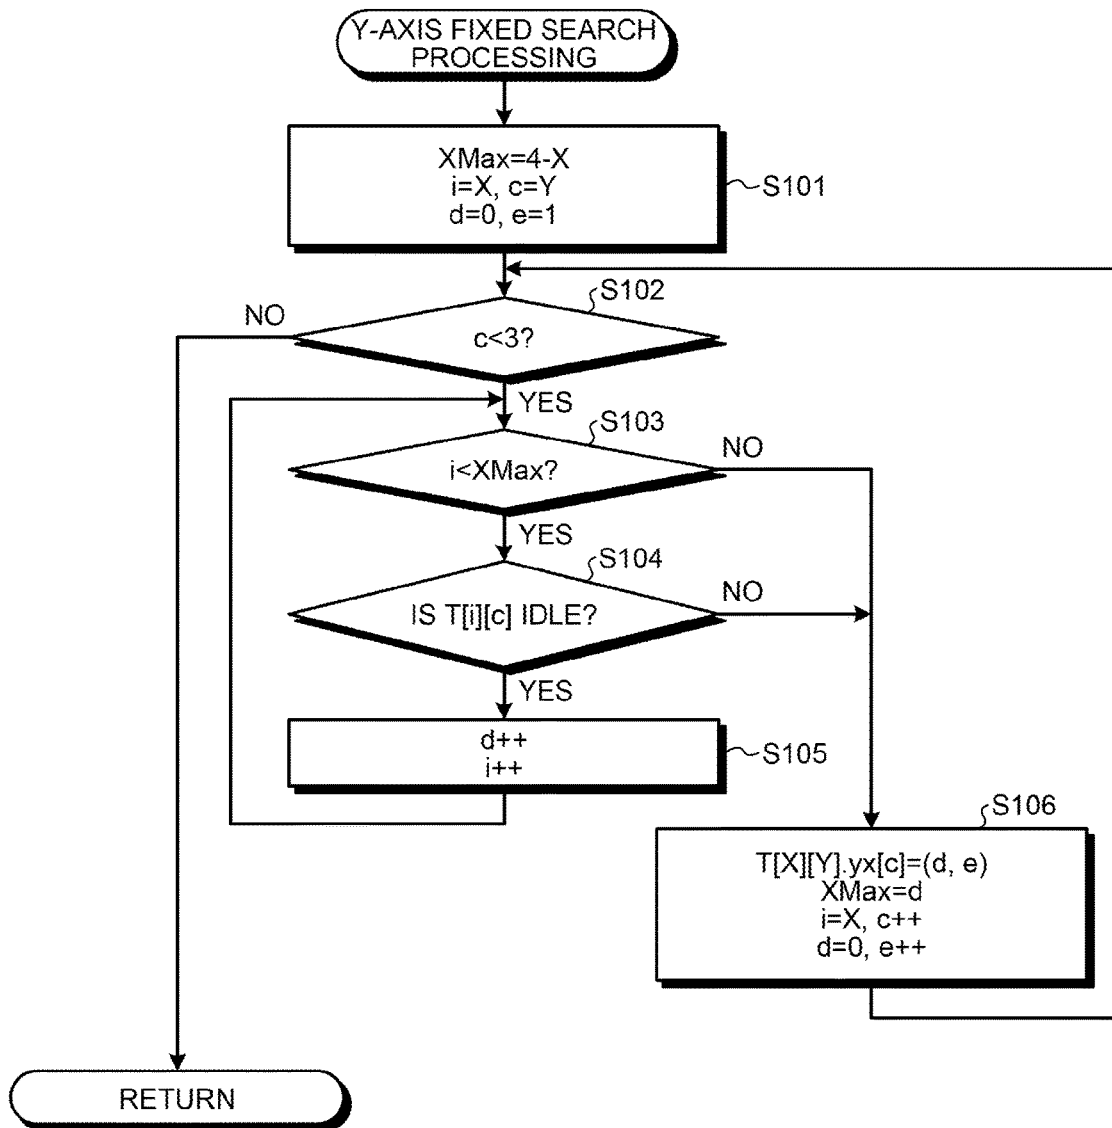 Y-AXIS FIXED SEARCH
PROCESSING
XMax=4-X
i=X, c=Y
d=0, e=1
S101
S102
NO
c<3?
YES
S103
NO
i<XMax?
YES
S104
NO
IS T[i][c] IDLE?
YES
d++
i++
S105
S106
T[X][Y].yx[c]=(d, e)
XMax=d
i=X, c++
d=0, e++
RETURN